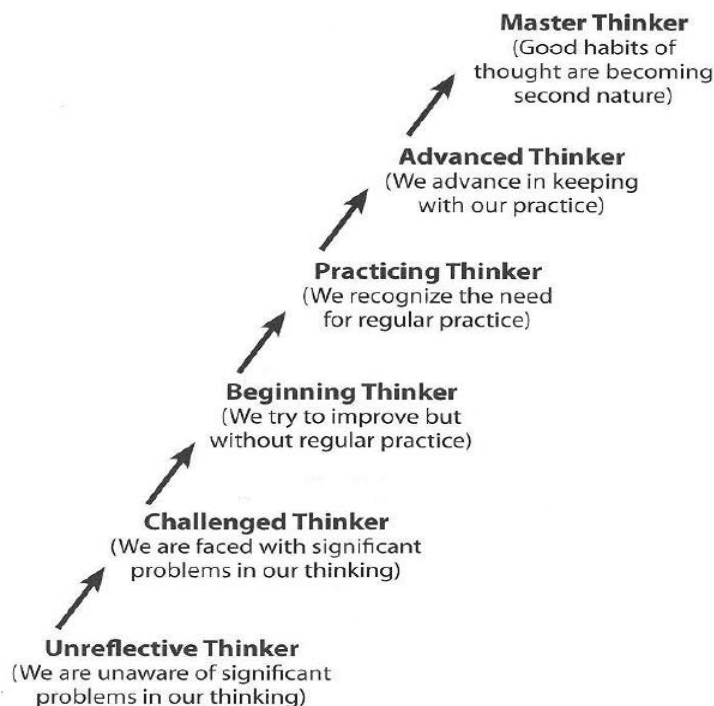 Master Thinker
(Good habits of
thought are becoming
second nature)
Advanced Thinker
(We advance in keeping
with our practice)
Practicing Thinker
(We recognize the need
for regular practice)
Beginning Thinker
(We try to improve but
without regular practice)
Challenged Thinker
(We are faced with significant
problems in our thinking)
Unreflective Thinker
(We are unaware of significant
problems in our thinking)